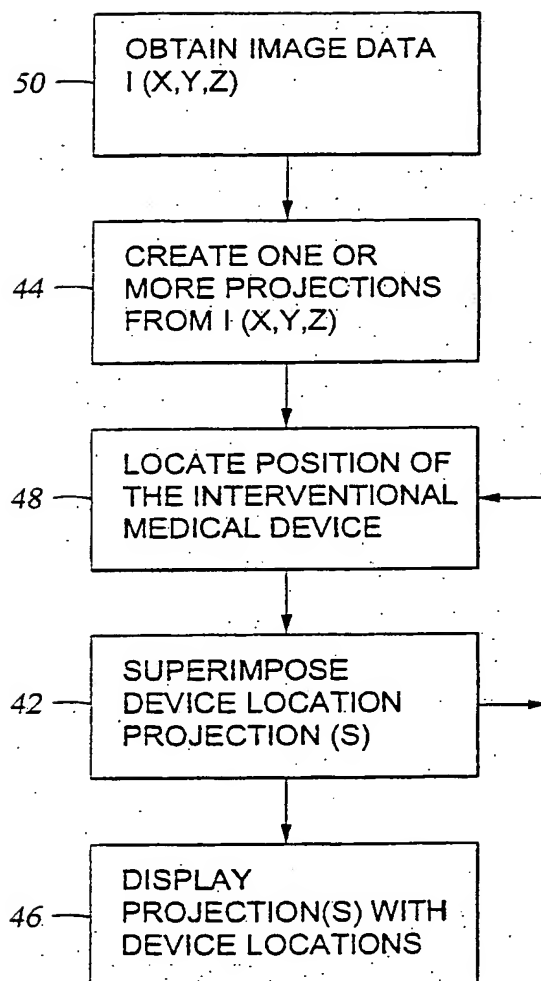 OBTAIN IMAGE DATA
50
I (X,Y,Z)
CREATE ONE OR
44
MORE PROJECTIONS
FROM I (X,Y,Z)
LOCATE POSITION OF
48
THE INTERVENTIONAL
MEDICAL DEVICE
SUPERIMPOSE
42
DEVICE LOCATION
PROJECTION (S)
DISPLAY
46
PROJECTION(S) WITH
DEVICE LOCATIONS